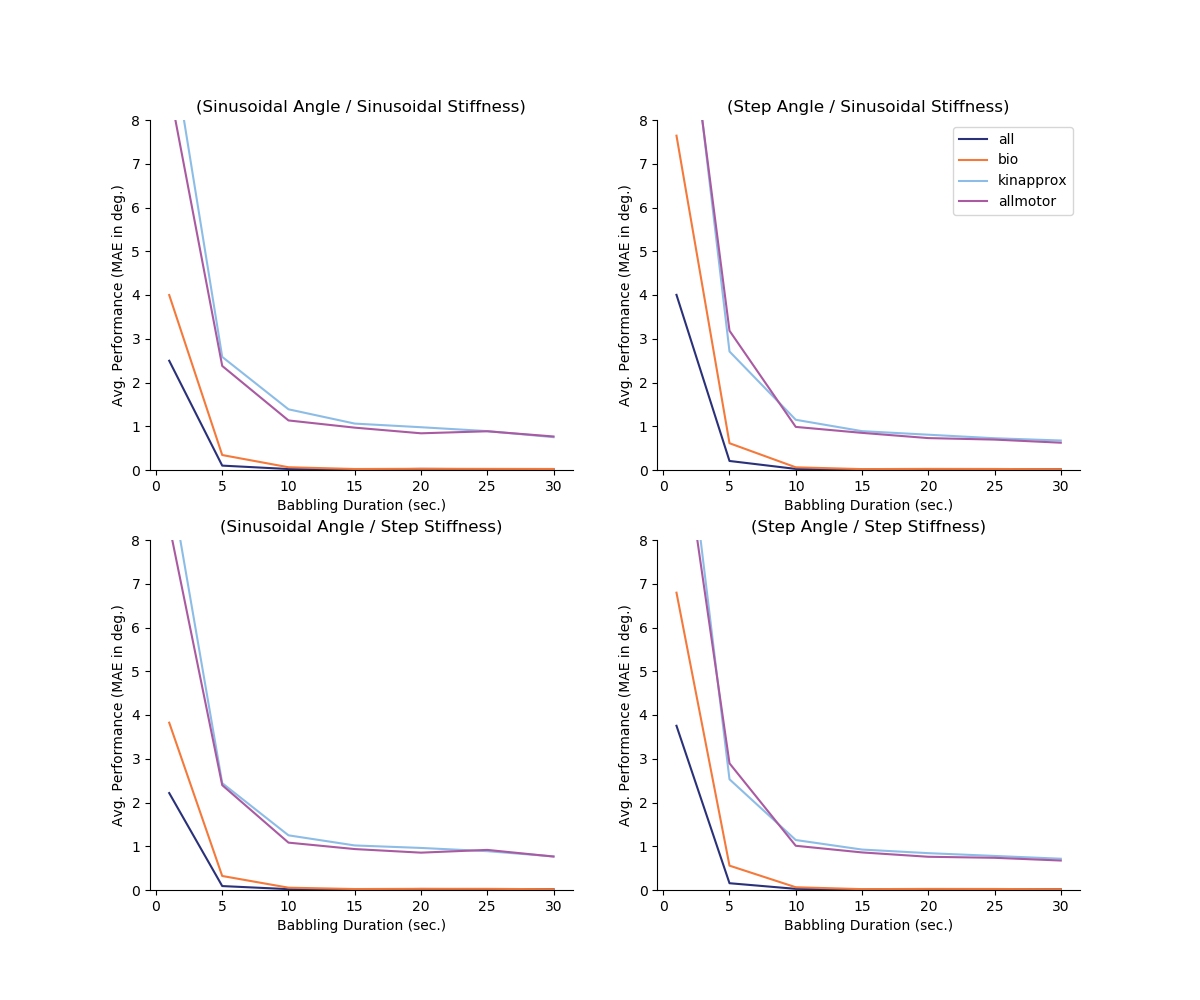 (Sinusoidal Angle / Sinusoidal Stiffness)
8
7
6
5
4
3
2
1
0
Avg. Performance (MAE in deg.)
0 5 10 15 20 25 30
Babbling Duration (sec.)
(Step Angle / Sinusoidal Stiffness)
8
7
6
5
4
3
2
1
0
Avg. Performance (MAE in deg.)
all
bio
kinapprox
allmotor
0 5 10 15 20 25 30
Babbling Duration (sec.)
(Sinusoidal Angle / Step Stiffness)
8
7
6
5
4
3
2
1
0
Avg. Performance (MAE in deg.)
0 5 10 15 20 25 30
Babbling Duration (sec.)
(Step Angle / Step Stiffness)
8
7
6
5
4
3
2
1
0
Avg. Performance (MAE in deg.)
0 5 10 15 20 25 30
Babbling Duration (sec.)